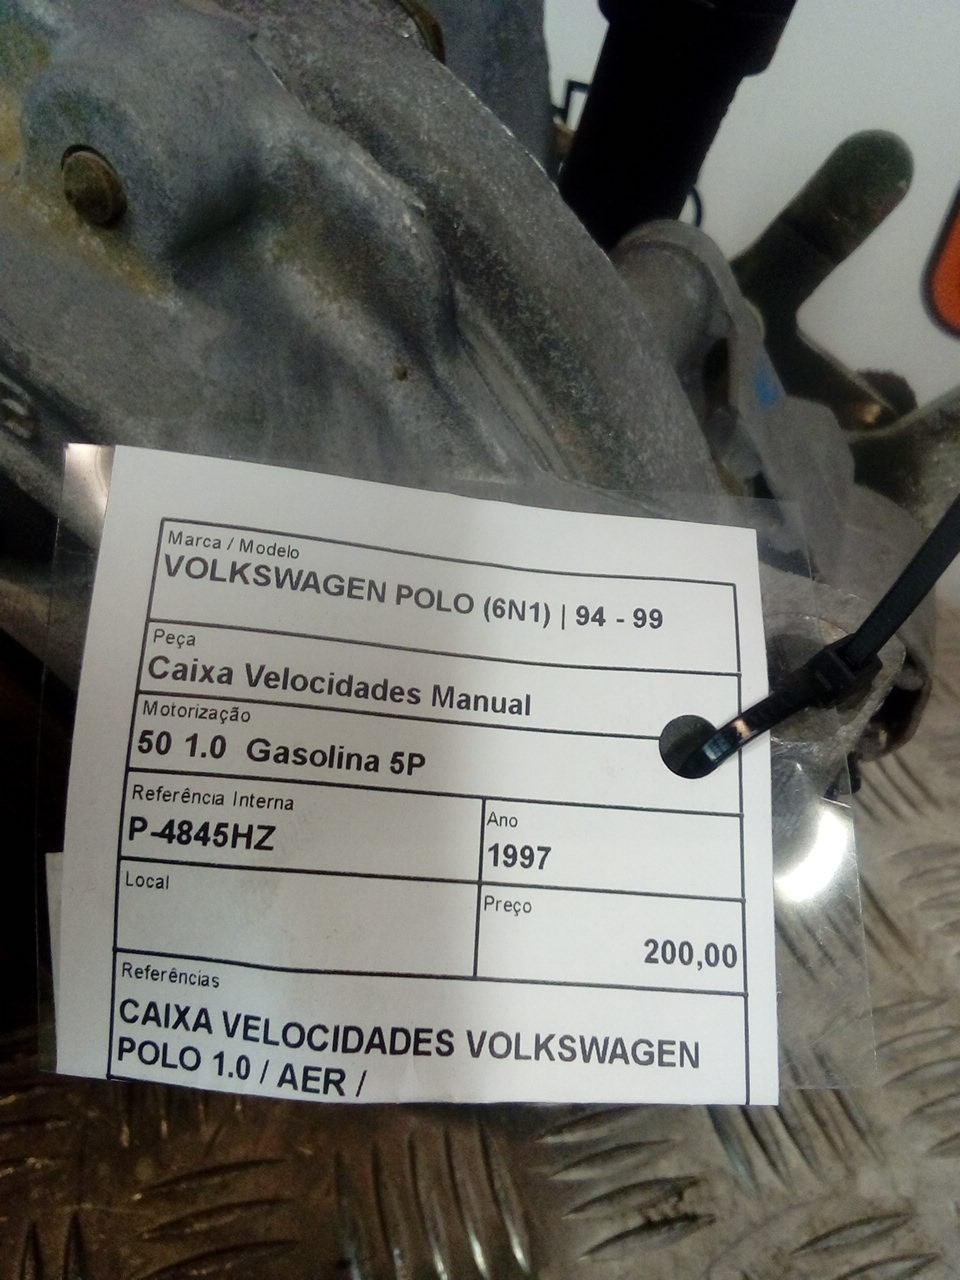 Marca / Modelo
VOLKSWAGEN POLO (6N1) | 94 - 99
Peça
Caixa Velocidades Manual
Motorização
50 1.0 Gasolina 5P
Referência Interna
P-4845HZ
Ano
1997
Local
Preço
200,00
Referências
CAIXA VELOCIDADES VOLKSWAGEN
POLO 1.0 / AER /